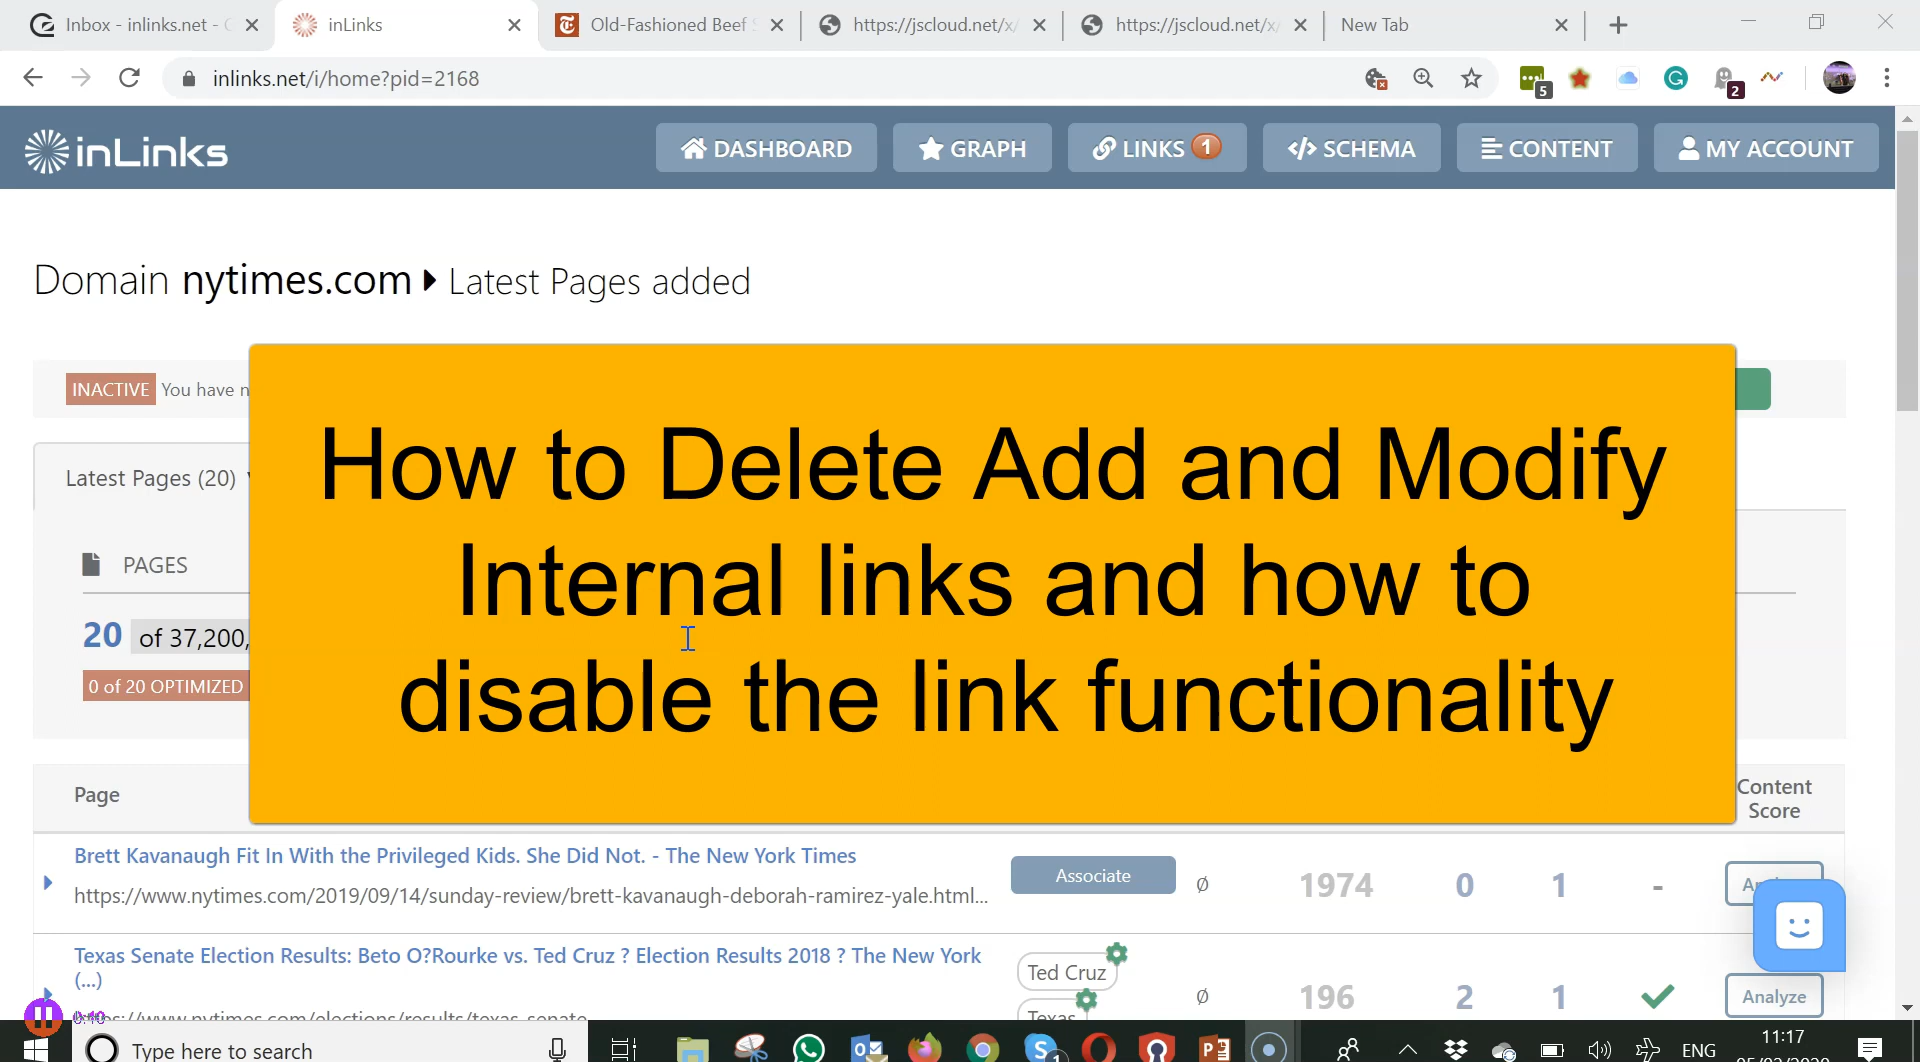 Inbox - inlinks.net -
inLinks
Old-Fashioned Beef
https://jscloud.net/x/
https://jscloud.net/x/
New Tab
inlinks.net/i/home?pid=2168
5
2
inLinks
DASHBOARD
GRAPH
LINKS 1
</> SCHEMA
CONTENT
MY ACCOUNT
Domain nytimes.com Latest Pages added
INACTIVE You have n
Latest Pages (20)
PAGES
20 of 37,200,
0 of 20 OPTIMIZED
How to Delete Add and Modify
Internal links and how to
disable the link functionality
Page
Content
Score
Brett Kavanaugh Fit In With the Privileged Kids. She Did Not. - The New York Times
https://www.nytimes.com/2019/09/14/sunday-review/brett-kavanaugh-deborah-ramirez-yale.html...
Associate
Ø
1974
0
1
-
Texas Senate Election Results: Beto O?Rourke vs. Ted Cruz ? Election Results 2018 ? The New York
(...)
Ted Cruz
Texas
Ø
196
2
1
Analyze
0:40
Type here to search
1
ENG
11:17